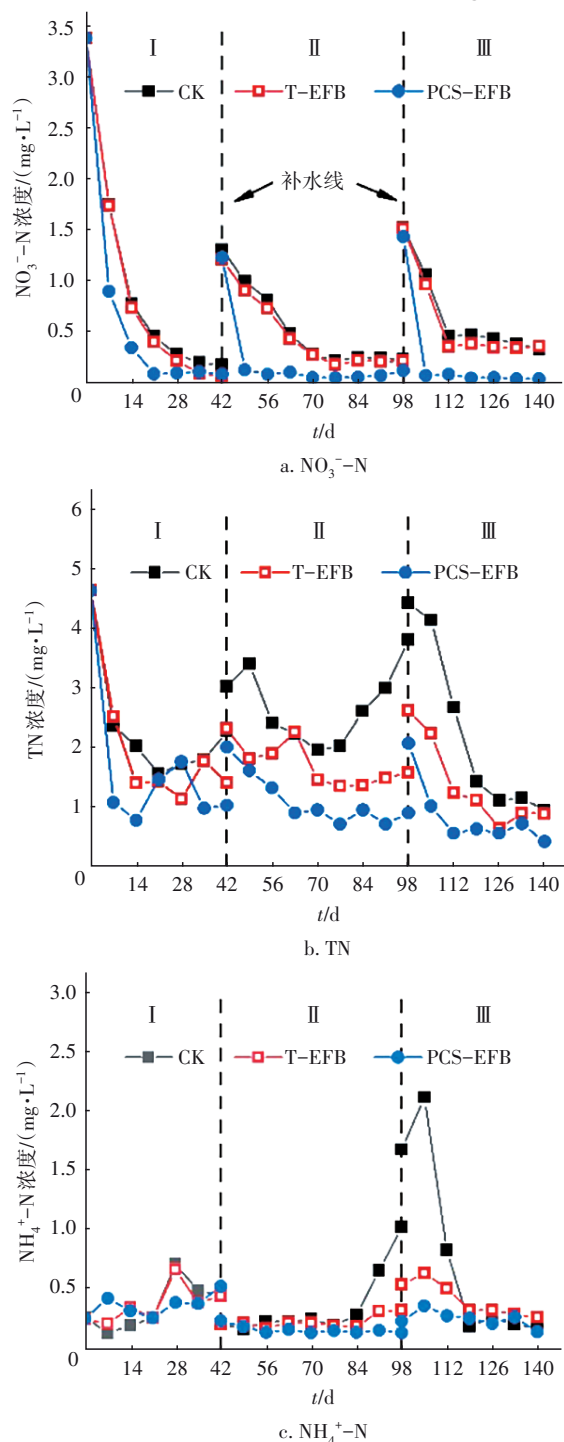 3.5
3.0
2.5
2.0
1.5
1.0
0.5
0
NO₃⁻-N 浓度/(mg·L⁻¹)
Ⅰ Ⅱ Ⅲ
CK T-EFB PCS-EFB
补水线
14 28 42 56 70 84 98 112 126 140
t/d
a. NO₃⁻-N
6
5
4
3
2
1
0
TN 浓度/(mg·L⁻¹)
Ⅰ Ⅱ Ⅲ
CK T-EFB PCS-EFB
14 28 42 56 70 84 98 112 126 140
t/d
b. TN
3.0
2.5
2.0
1.5
1.0
0.5
0
NH₄⁺-N 浓度/(mg·L⁻¹)
Ⅰ Ⅱ Ⅲ
CK T-EFB PCS-EFB
14 28 42 56 70 84 98 112 126 140
t/d
c. NH₄⁺-N